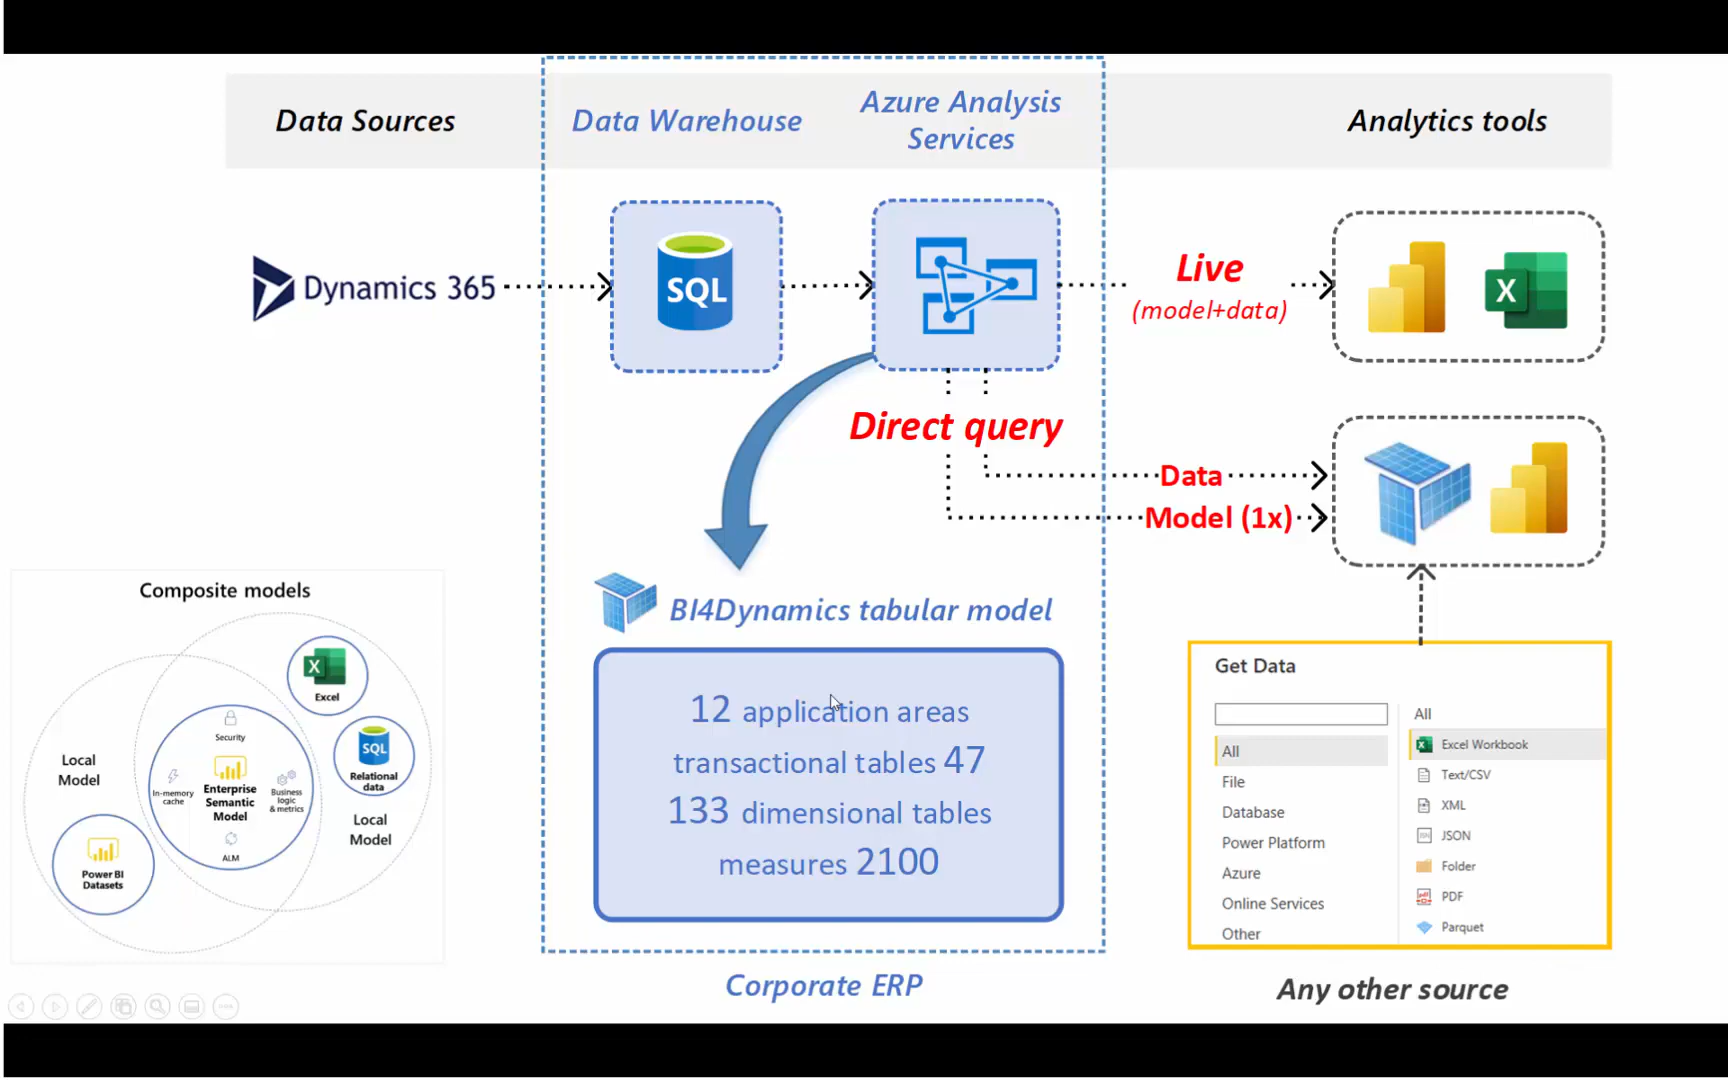 Data Sources
Data Warehouse
Azure Analysis
Services
Analytics tools
Dynamics 365
SQL
Live
(model+data)
X
Direct query
Data
Model (1x)
BI4Dynamics tabular model
12 application areas
transactional tables 47
133 dimensional tables
measures 2100
Corporate ERP
Composite models
X
Excel
Security
SQL
Relational
data
Local
Model
In-memory
cache
Enterprise
Semantic
Model
Business
logic
& metrics
Local
Model
ALM
Power BI
Datasets
Get Data
All
File
Database
Power Platform
Azure
Online Services
Other
All
Excel Workbook
Text/CSV
XML
JSON
Folder
PDF
Parquet
Any other source